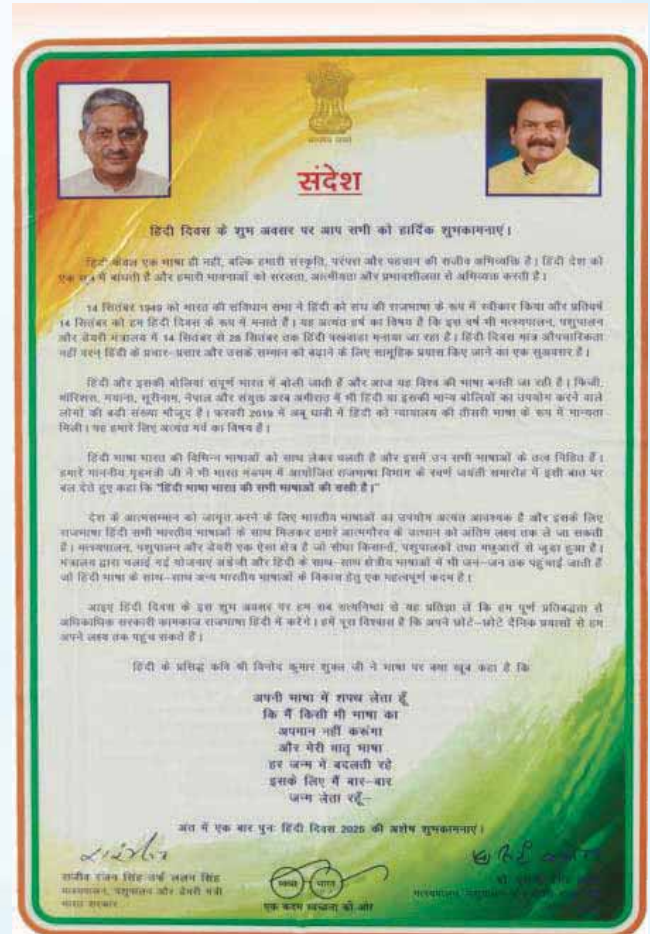 सत्यमेव जयते
संदेश
हिंदी दिवस के शुभ अवसर पर आप सभी को हार्दिक शुभकामनाएं।
हिंदी केवल एक भाषा ही नहीं, बल्कि हमारी संस्कृति, परंपरा और पहचान की सजीव अभिव्यक्ति है। हिंदी देश को
एक सूत्र में बांधती है और हमारी भावनाओं को सरलता, आत्मीयता और प्रभावशीलता से अभिव्यक्त करती है।
14 सितंबर 1949 को भारत की संविधान सभा ने हिंदी को संघ की राजभाषा के रूप में स्वीकार किया और प्रतिवर्ष
14 सितंबर को हम हिंदी दिवस के रूप में मनाते हैं। यह अत्यंत हर्ष का विषय है कि इस वर्ष भी मत्स्यपालन, पशुपालन
और डेयरी मंत्रालय में 14 सितंबर से 28 सितंबर तक हिंदी पखवाड़ा मनाया जा रहा है। हिंदी दिवस मात्र औपचारिकता
नहीं वरन् हिंदी के प्रचार-प्रसार और उसके सम्मान को बढ़ाने के लिए सामूहिक प्रयास किए जाने का एक सुअवसर है।
हिंदी और इसकी बोलियां संपूर्ण भारत में बोली जाती हैं और आज यह विश्व की भाषा बनती जा रही है। फिजी,
मॉरिशस, गयाना, सूरीनाम, नेपाल और संयुक्त अरब अमीरात में भी हिंदी या इसकी मान्य बोलियों का उपयोग करने वाले
लोगों की बड़ी संख्या मौजूद है। फरवरी 2019 में अबू धाबी में हिंदी को न्यायालय की तीसरी भाषा के रूप में मान्यता
मिली। यह हमारे लिए अत्यंत गर्व का विषय है।
हिंदी भाषा भारत की विभिन्न भाषाओं को साथ लेकर चलती है और इसमें उन सभी भाषाओं के तत्व निहित हैं।
हमारे माननीय गृहमंत्री जी ने भी भारत मंडपम में आयोजित राजभाषा विभाग के स्वर्ण जयंती समारोह में इसी बात पर
बल देते हुए कहा कि "हिंदी भाषा भारत की सभी भाषाओं की सखी है।"
देश के आत्मसम्मान को जागृत करने के लिए भारतीय भाषाओं का उपयोग अत्यंत आवश्यक है और इसके लिए
राजभाषा हिंदी सभी भारतीय भाषाओं के साथ मिलकर हमारे आत्मगौरव के उत्थान को अंतिम लक्ष्य तक ले जा सकती
है। मत्स्यपालन, पशुपालन और डेयरी एक ऐसा क्षेत्र है जो सीधा किसानों, पशुपालकों तथा मछुआरों से जुड़ा हुआ है।
मंत्रालय द्वारा चलाई गई योजनाएं अंग्रेजी और हिंदी के साथ-साथ क्षेत्रीय भाषाओं में भी जन-जन तक पहुंचाई जाती हैं
जो हिंदी भाषा के साथ-साथ अन्य भारतीय भाषाओं के विकास हेतु एक महत्वपूर्ण कदम है।
आइए हिंदी दिवस के इस शुभ अवसर पर हम सब सत्यनिष्ठा से यह प्रतिज्ञा लें कि हम पूर्ण प्रतिबद्धता से
अधिकाधिक सरकारी कामकाज राजभाषा हिंदी में करेंगे। हमें पूरा विश्वास है कि अपने छोटे-छोटे दैनिक प्रयासों से हम
अपने लक्ष्य तक पहुंच सकते हैं।
हिंदी के प्रसिद्ध कवि श्री विनोद कुमार शुक्ल जी ने भाषा पर क्या खूब कहा है कि
अपनी भाषा में शपथ लेता हूँ
कि मैं किसी भी भाषा का
अपमान नहीं करूंगा
और मेरी मातृ भाषा
हर जन्म में बदलती रहे
इसके लिए मैं बार-बार
जन्म लेता रहूँ-
अंत में एक बार पुनः हिंदी दिवस 2025 की अशेष शुभकामनाएं।
राजीव रंजन सिंह उर्फ ललन सिंह
मत्स्यपालन, पशुपालन और डेयरी मंत्री
भारत सरकार
स्वच्छ भारत
एक कदम स्वच्छता की ओर
मत्स्यपालन, पशुपालन